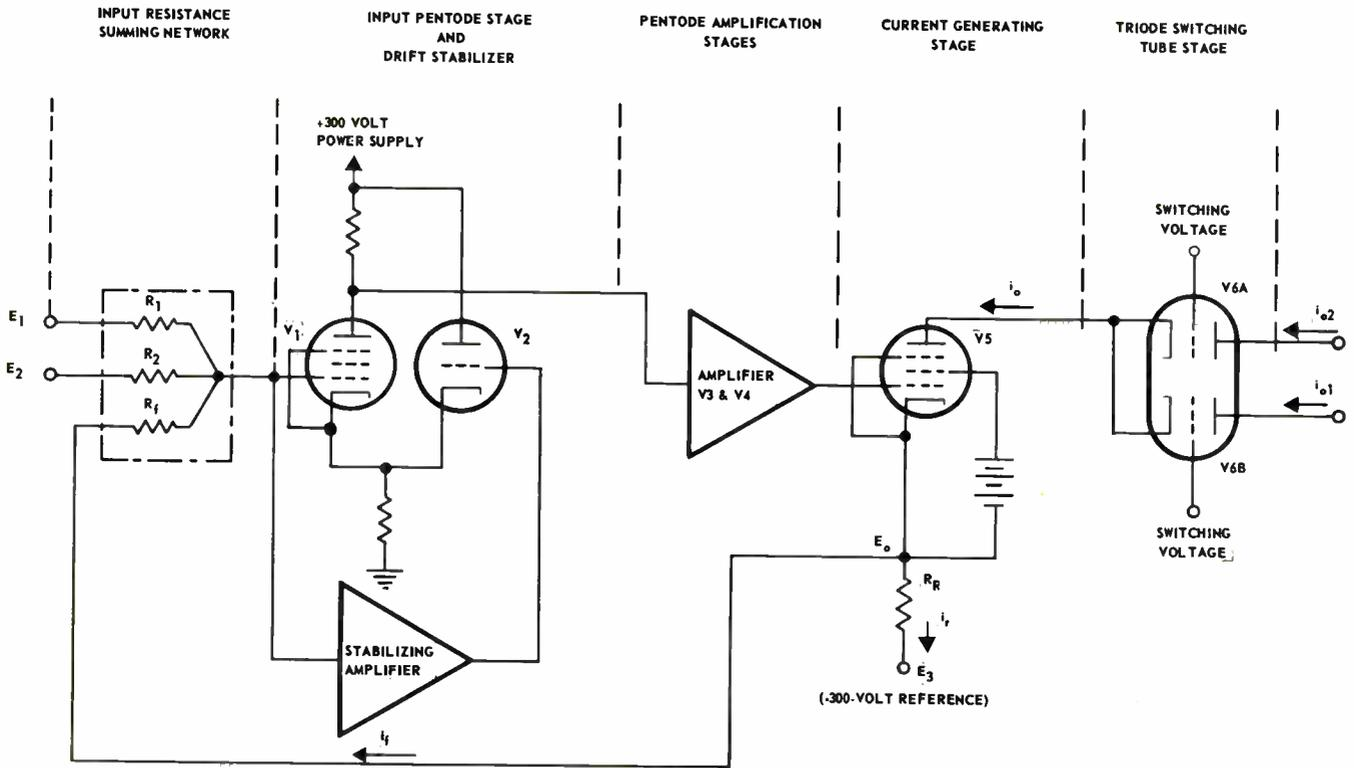 INPUT RESISTANCE
SUMMING NETWORK
INPUT PENTODE STAGE
AND
DRIFT STABILIZER
PENTODE AMPLIFICATION
STAGES
CURRENT GENERATING
STAGE
TRIODE SWITCHING
TUBE STAGE
+300 VOLT
POWER SUPPLY
SWITCHING
VOLTAGE
E1
R1
V1
V2
io
V5
V6A
io2
E2
R2
AMPLIFIER
V3 & V4
Rf
io1
V6B
SWITCHING
VOLTAGE
Eo
RR
ir
STABILIZING
AMPLIFIER
E3
(-300-VOLT REFERENCE)
if